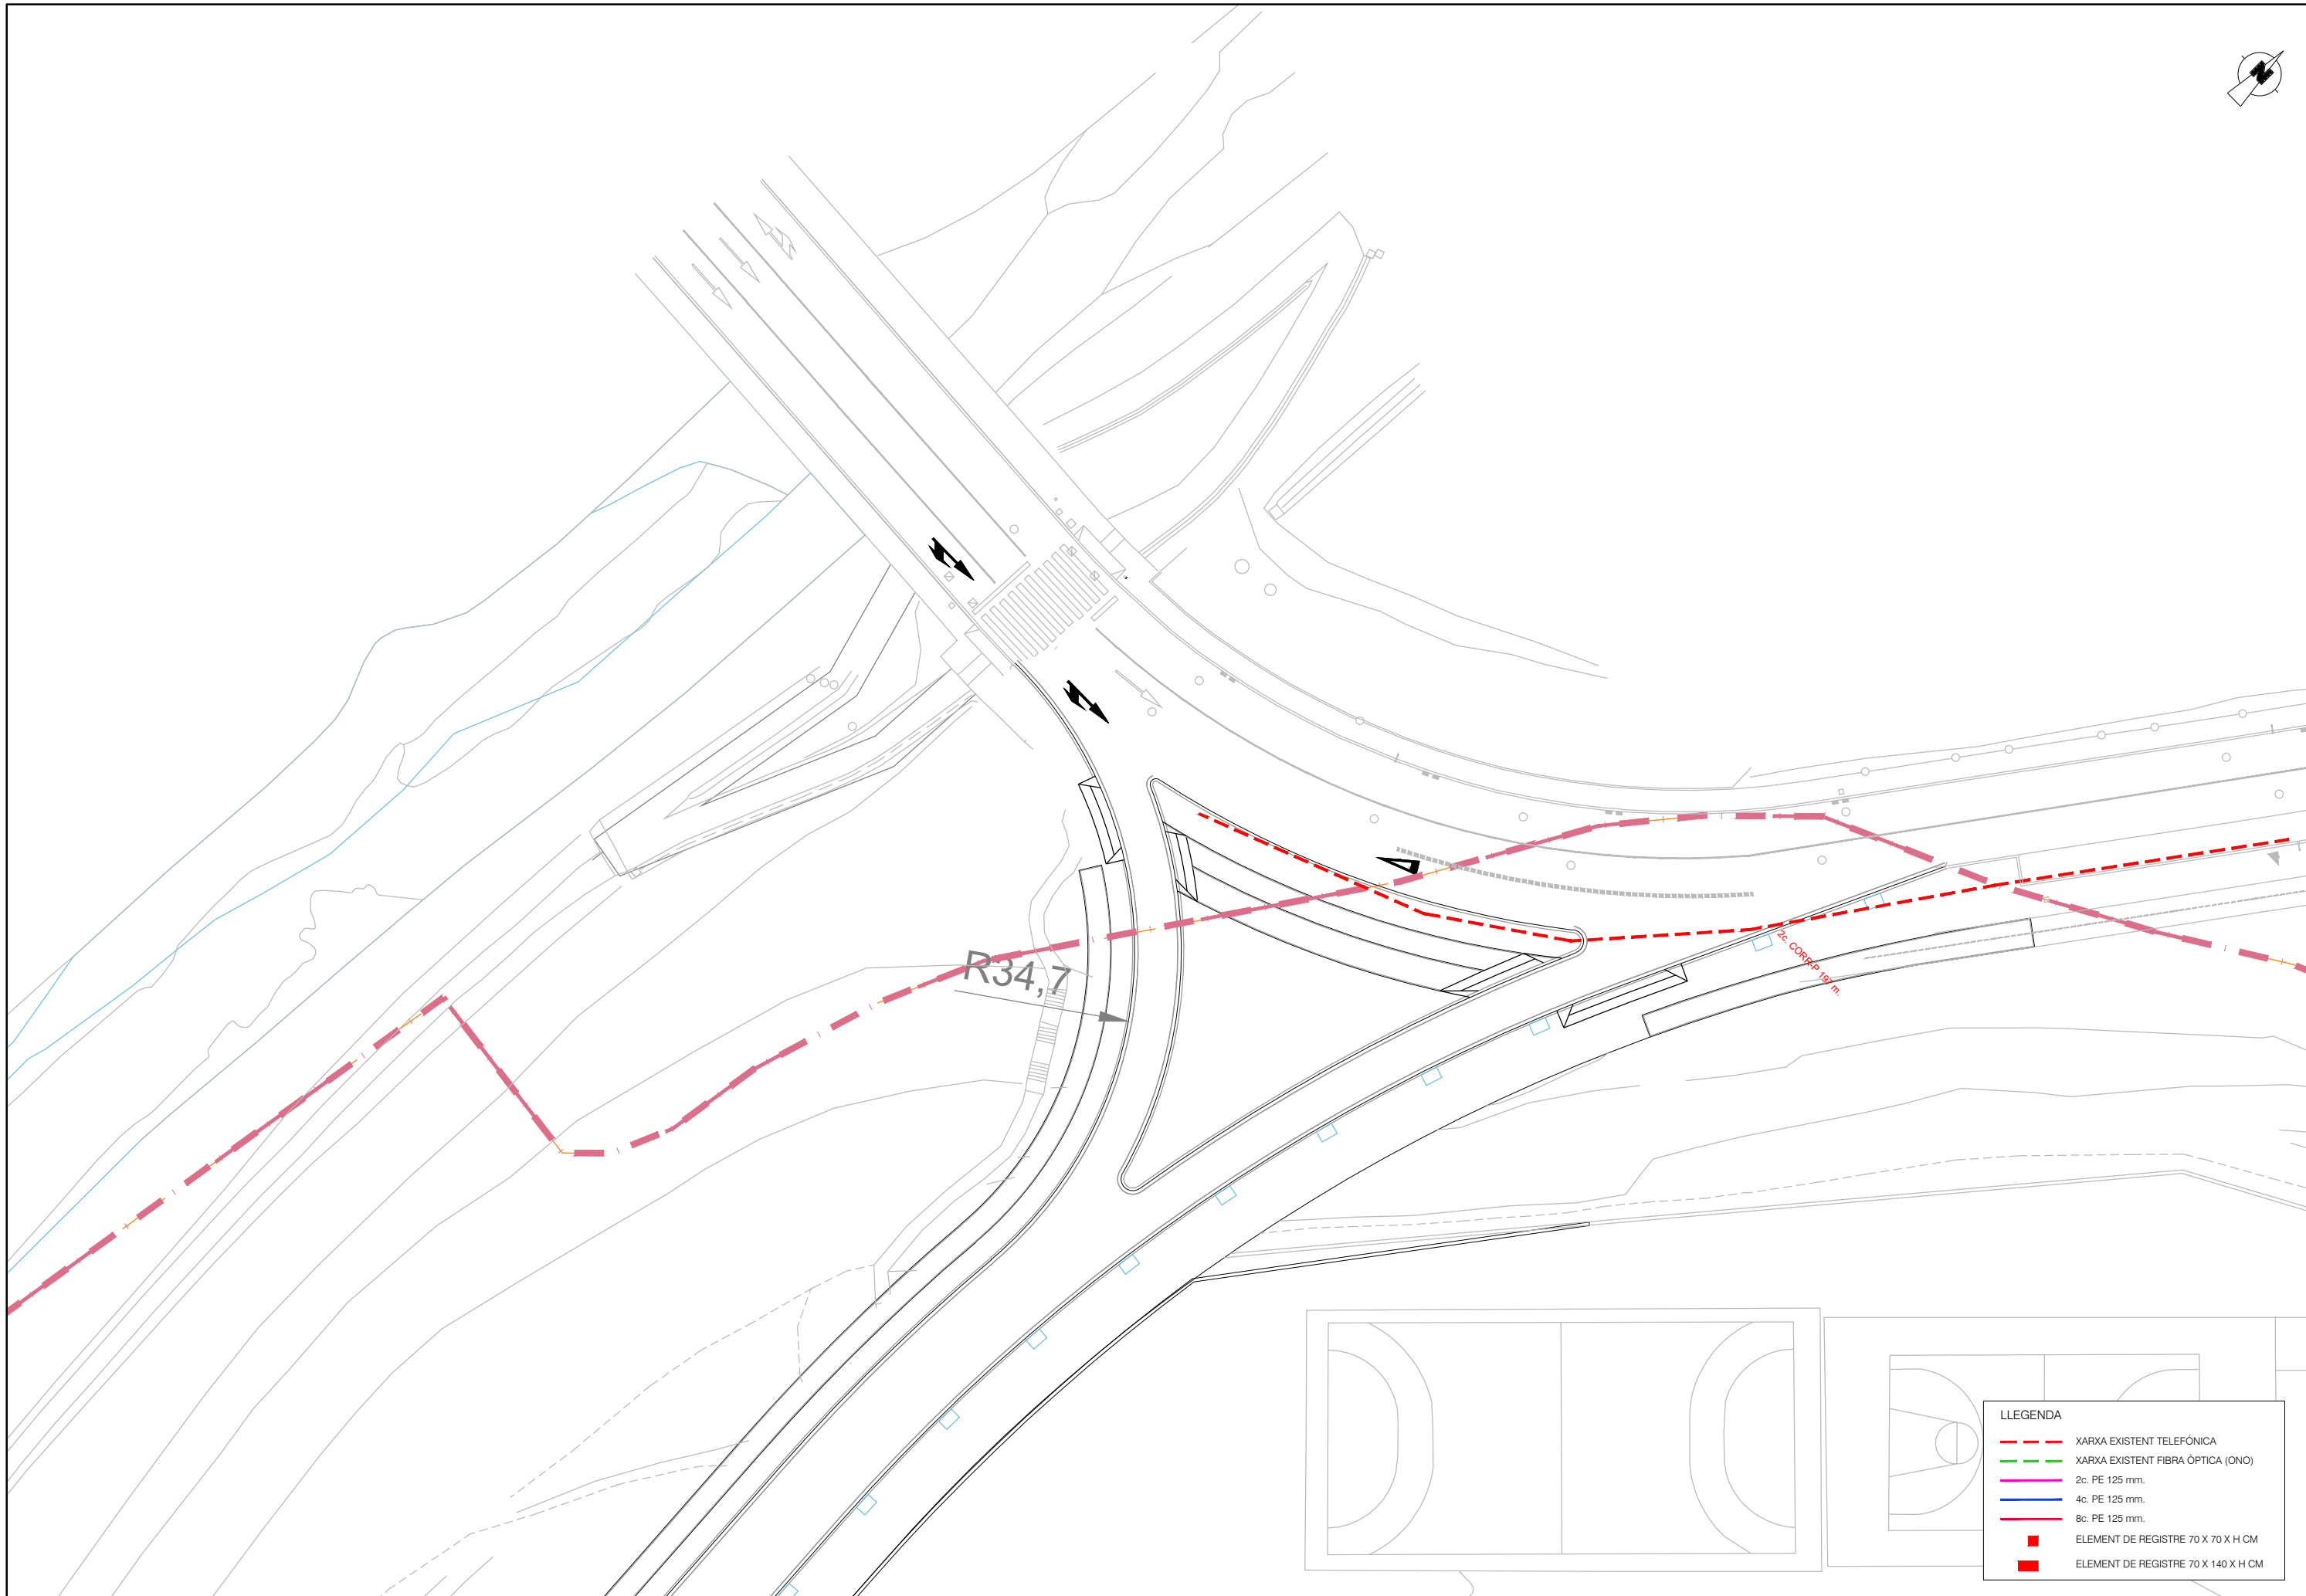 N
R34,7
2c. CORR-P 197 m.
LLEGENDA
XARXA EXISTENT TELEFÓNICA
XARXA EXISTENT FIBRA ÒPTICA (ONO)
2c. PE 125 mm.
4c. PE 125 mm.
8c. PE 125 mm.
ELEMENT DE REGISTRE 70 X 70 X H CM
ELEMENT DE REGISTRE 70 X 140 X H CM